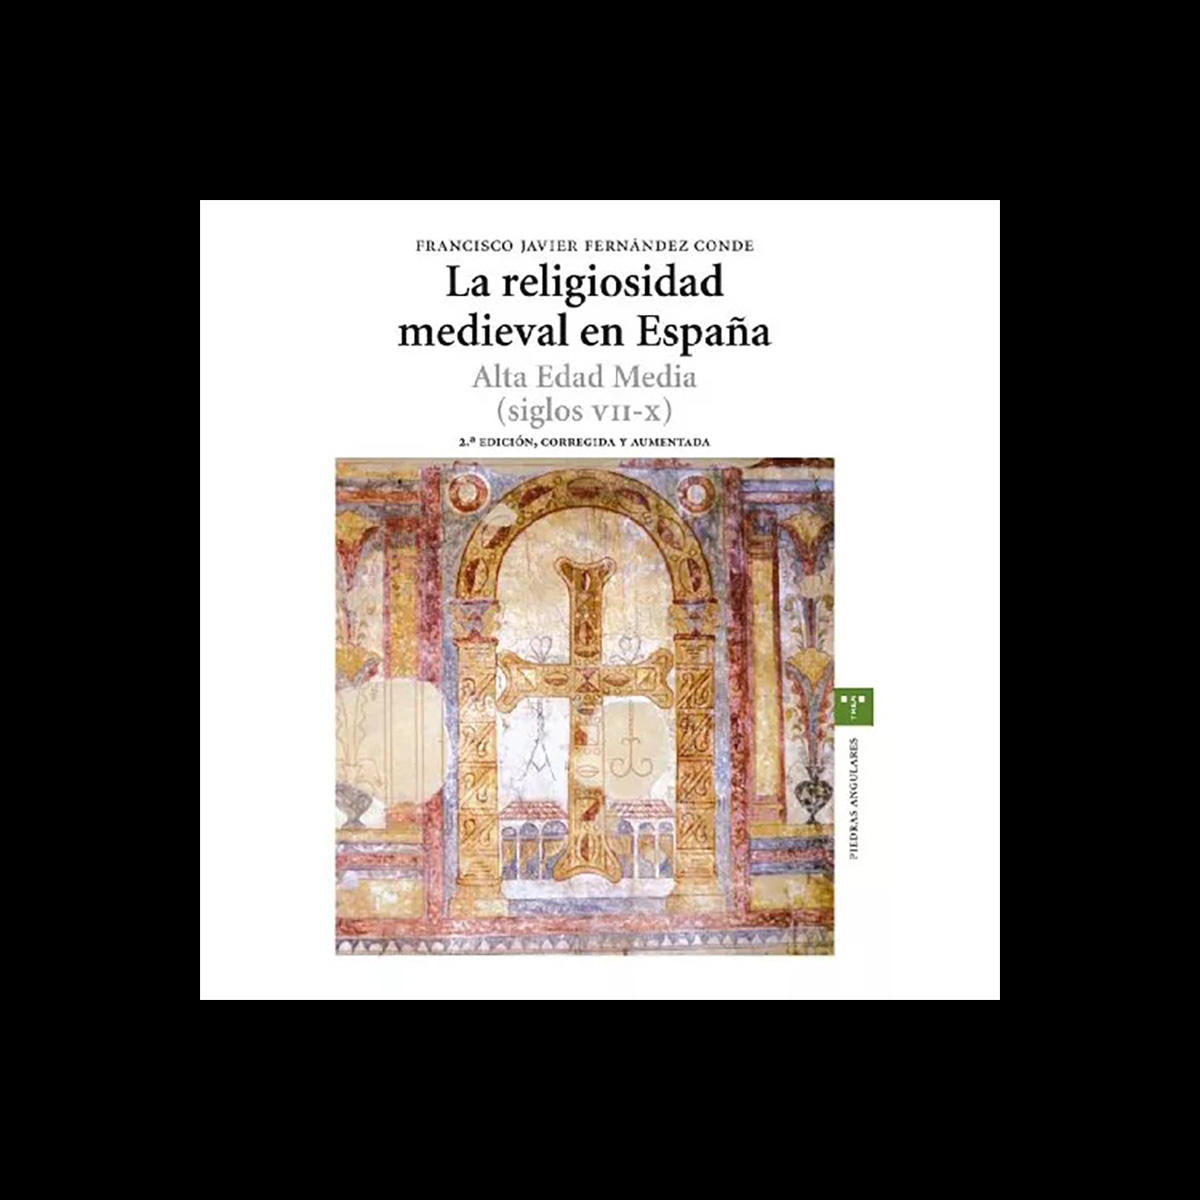 FRANCISCO JAVIER FERNÁNDEZ CONDE
La religiosidad
medieval en España
Alta Edad Media
(siglos VII-X)
2.ª EDICIÓN, CORREGIDA Y AUMENTADA
TREA
PIEDRAS ANGULARES